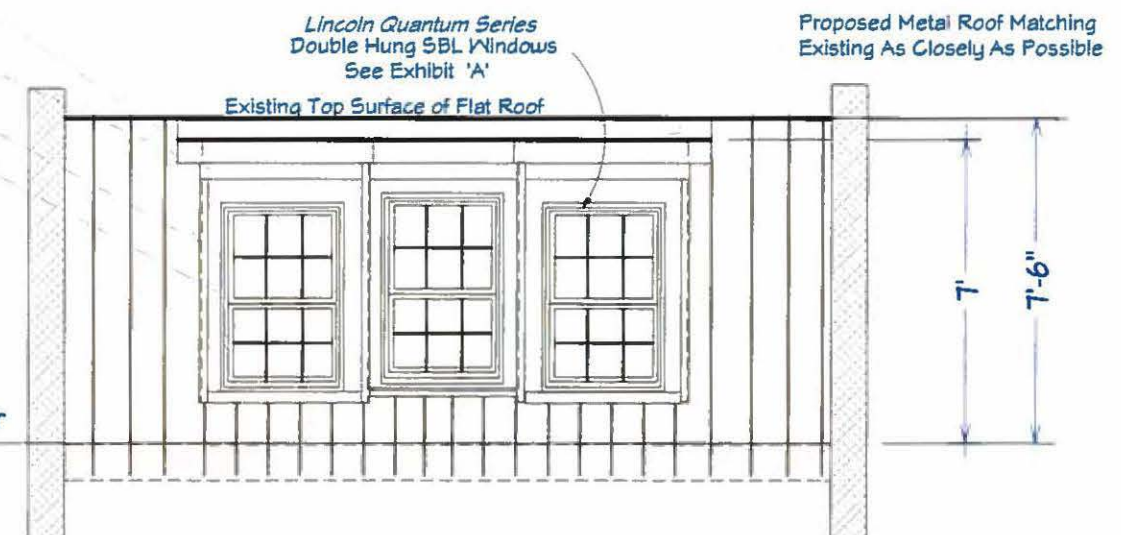 Lincoln Quantum Series
Double Hung SBL Windows
See Exhibit 'A'
Proposed Metal Roof Matching
Existing As Closely As Possible
Existing Top Surface of Flat Roof
7'
7'-6"